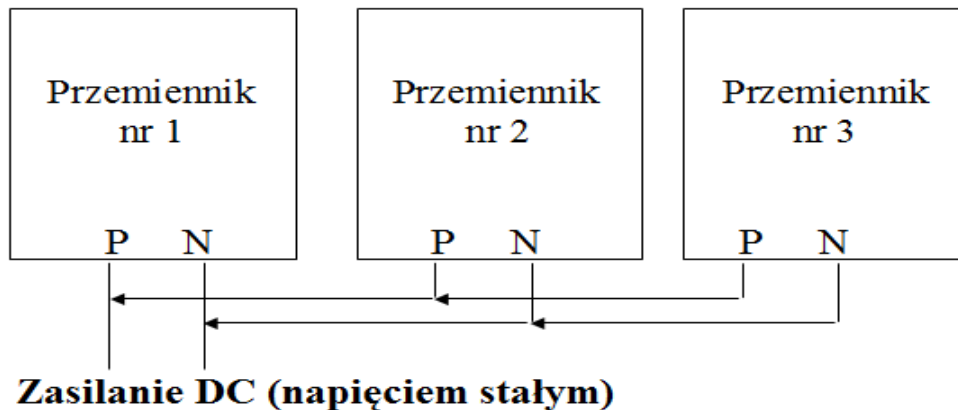 Przemiennik
nr 1
P N
Przemiennik
nr 2
P N
Przemiennik
nr 3
P N
Zasilanie DC (napięciem stałym)